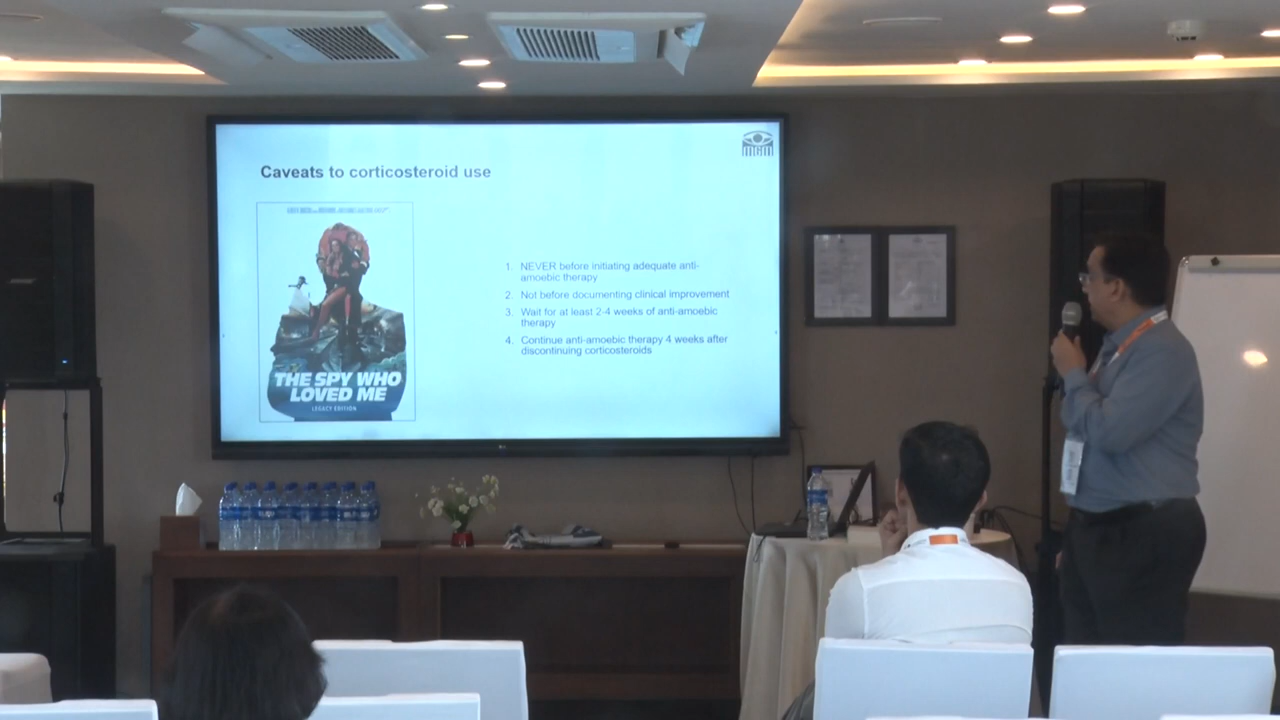 MGM
Caveats to corticosteroid use
THE SPY WHO
LOVED ME
LEGACY EDITION
1. NEVER before initiating adequate anti-
amoebic therapy
2. Not before documenting clinical improvement
3. Wait for at least 2-4 weeks of anti-amoebic
therapy
4. Continue anti-amoebic therapy 4 weeks after
discontinuing corticosteroids